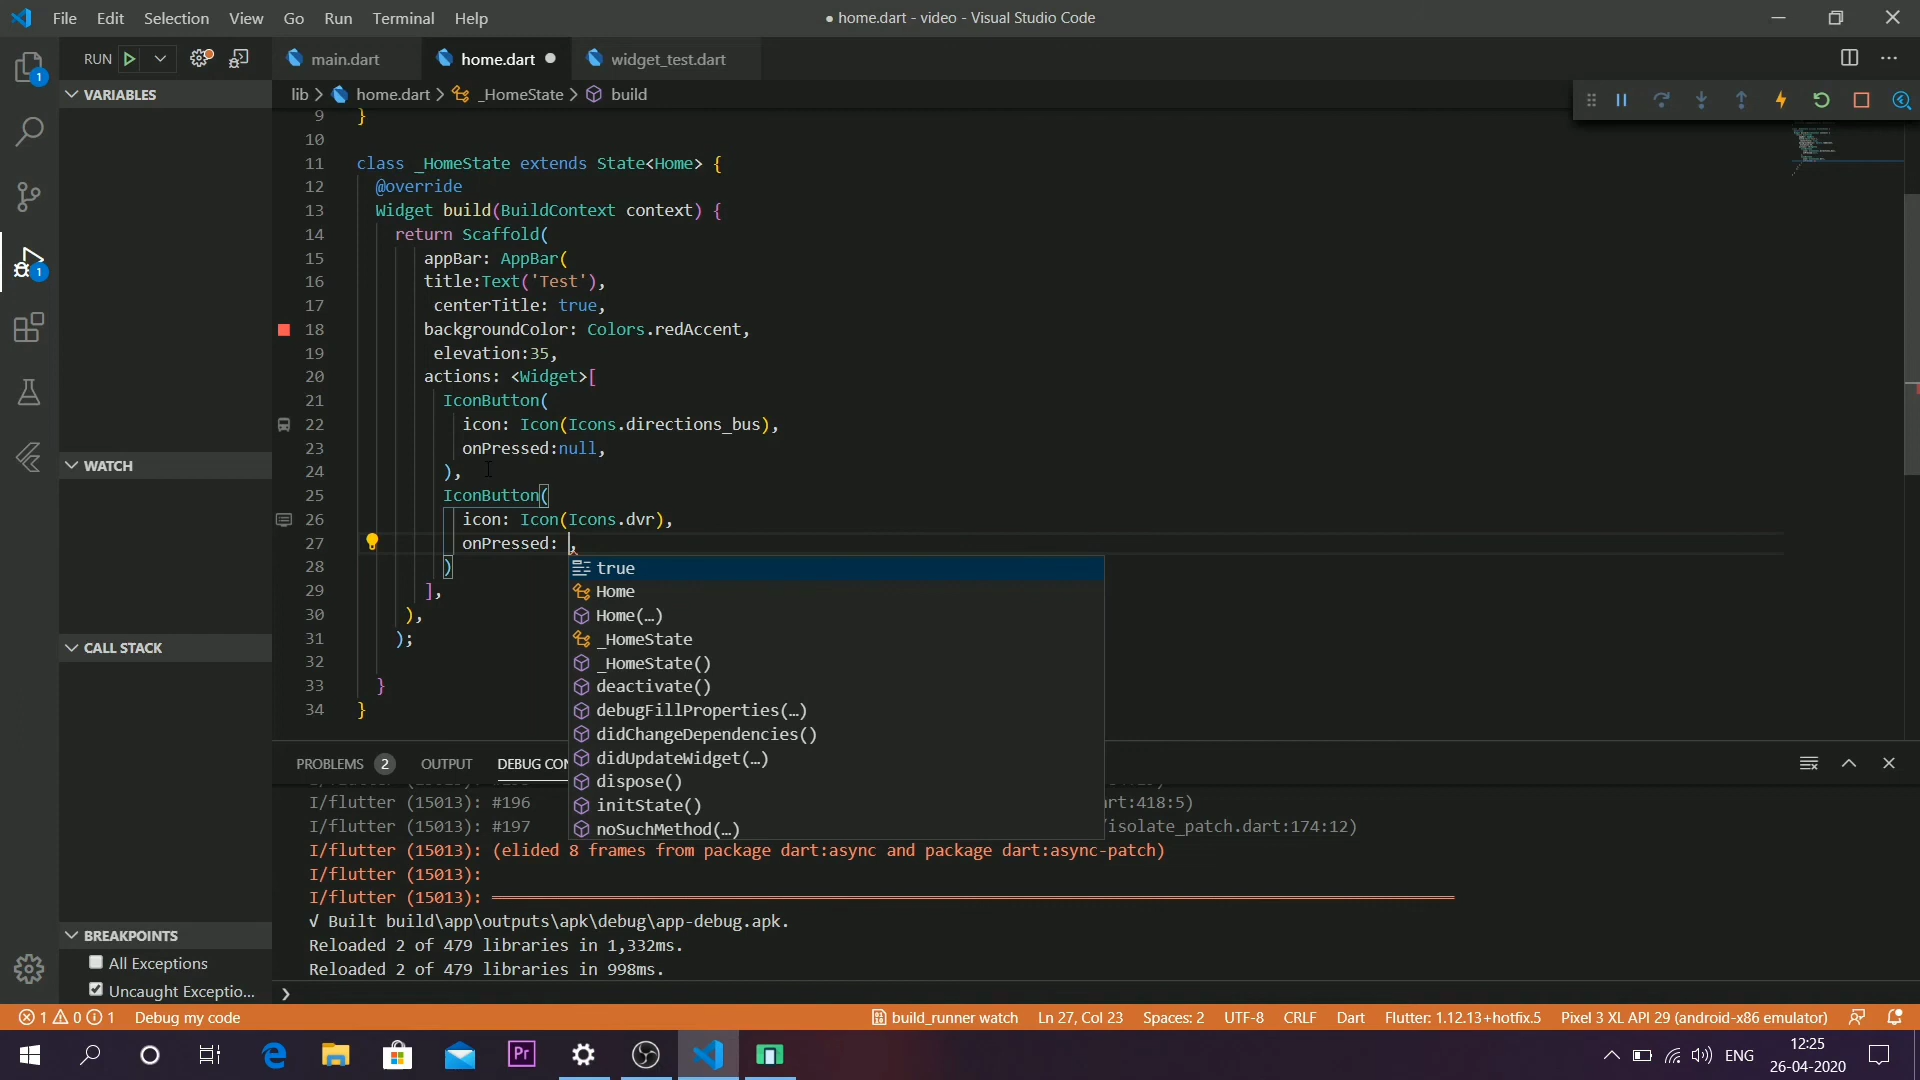 File Edit Selection View Go Run Terminal Help
● home.dart - video - Visual Studio Code
RUN
main.dart
home.dart
widget_test.dart
VARIABLES
lib > home.dart > _HomeState > build
9 }
10
11 class _HomeState extends State<Home> {
12 @override
13 Widget build(BuildContext context) {
14 return Scaffold(
15 appBar: AppBar(
16 title:Text('Test'),
17 centerTitle: true,
18 backgroundColor: Colors.redAccent,
19 elevation:35,
20 actions: <Widget>[
21 IconButton(
22 icon: Icon(Icons.directions_bus),
23 onPressed:null,
24 ),
25 IconButton(
26 icon: Icon(Icons.dvr),
27 onPressed: ,
28 )
29 ],
30 ),
31 );
32
33 }
34 }
true
Home
Home(…)
_HomeState
_HomeState()
deactivate()
debugFillProperties(…)
didChangeDependencies()
didUpdateWidget(…)
dispose()
initState()
noSuchMethod(…)
WATCH
CALL STACK
BREAKPOINTS
All Exceptions
Uncaught Exceptio...
PROBLEMS 2 OUTPUT DEBUG CON
I/flutter (15013): #196 rt:418:5)
I/flutter (15013): #197 /isolate_patch.dart:174:12)
I/flutter (15013): (elided 8 frames from package dart:async and package dart:async-patch)
I/flutter (15013):
I/flutter (15013): ════════════════════════════════════════
√ Built build\app\outputs\apk\debug\app-debug.apk.
Reloaded 2 of 479 libraries in 1,332ms.
Reloaded 2 of 479 libraries in 998ms.
1 0 1 Debug my code
build_runner watch Ln 27, Col 23 Spaces: 2 UTF-8 CRLF Dart Flutter: 1.12.13+hotfix.5 Pixel 3 XL API 29 (android-x86 emulator)
Pr
ENG
12:25
26-04-2020